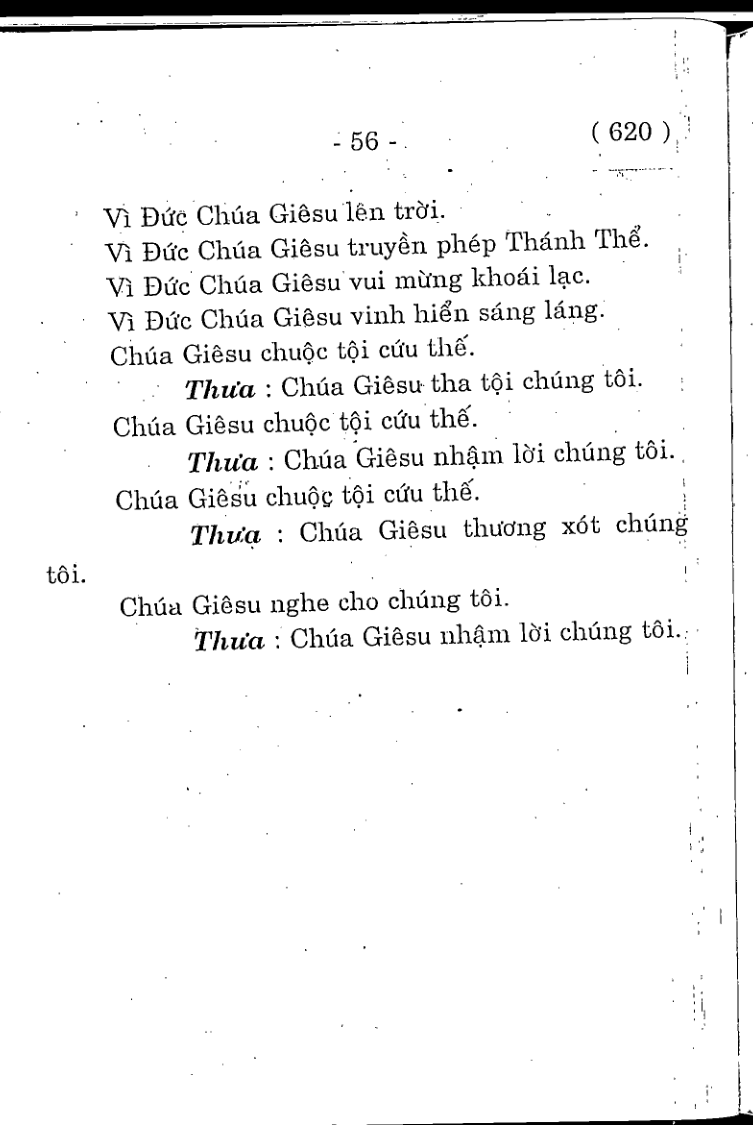 - 56 -
( 620 )
Vì Đức Chúa Giêsu lên trời.
Vì Đức Chúa Giêsu truyền phép Thánh Thể.
Vì Đức Chúa Giêsu vui mừng khoái lạc.
Vì Đức Chúa Giêsu vinh hiển sáng láng.
Chúa Giêsu chuộc tội cứu thế.
Thưa : Chúa Giêsu tha tội chúng tôi.
Chúa Giêsu chuộc tội cứu thế.
Thưa : Chúa Giêsu nhậm lời chúng tôi.
Chúa Giêsu chuộc tội cứu thế.
Thưa : Chúa Giêsu thương xót chúng
tôi.
Chúa Giêsu nghe cho chúng tôi.
Thưa : Chúa Giêsu nhậm lời chúng tôi.